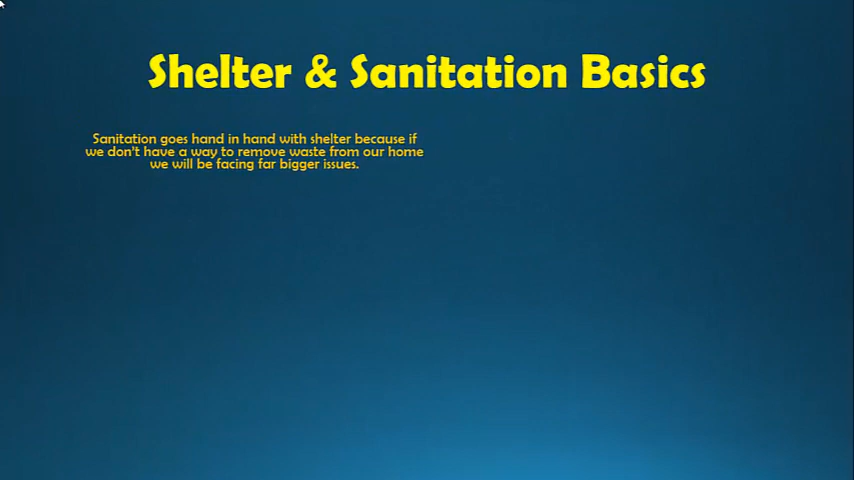 Shelter & Sanitation Basics
Sanitation goes hand in hand with shelter because if
we don't have a way to remove waste from our home
we will be facing far bigger issues.